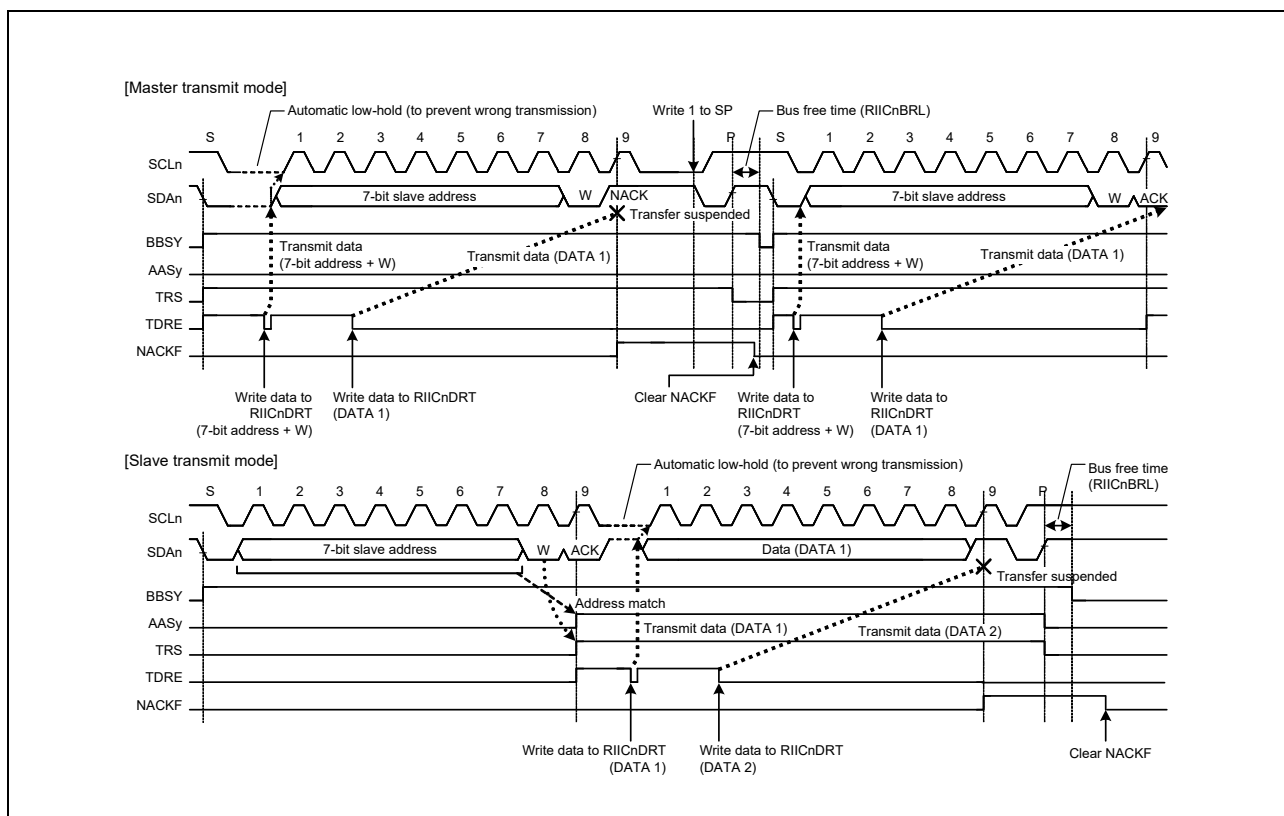 [Master transmit mode]
Automatic low-hold (to prevent wrong transmission)
Write 1 to SP
Bus free time (RIICnBRL)
S 1 2 3 4 5 6 7 8 9 P S 1 2 3 4 5 6 7 8 9
SCLn
SDAn 7-bit slave address W NACK 7-bit slave address W ACK
Transfer suspended
BBSY
Transmit data
(7-bit address + W)
Transmit data (DATA 1)
Transmit data
(7-bit address + W)
Transmit data (DATA 1)
AASy
TRS
TDRE
NACKF
Write data to
RIICnDRT
(7-bit address + W)
Write data to RIICnDRT
(DATA 1)
Clear NACKF
Write data to
RIICnDRT
(7-bit address + W)
Write data to
RIICnDRT
(DATA 1)
[Slave transmit mode]
Automatic low-hold (to prevent wrong transmission)
Bus free time
(RIICnBRL)
S 1 2 3 4 5 6 7 8 9 1 2 3 4 5 6 7 8 9 P
SCLn
SDAn 7-bit slave address W ACK Data (DATA 1)
Transfer suspended
BBSY
Address match
AASy
Transmit data (DATA 1)
Transmit data (DATA 2)
TRS
TDRE
NACKF
Write data to RIICnDRT
(DATA 1)
Write data to RIICnDRT
(DATA 2)
Clear NACKF